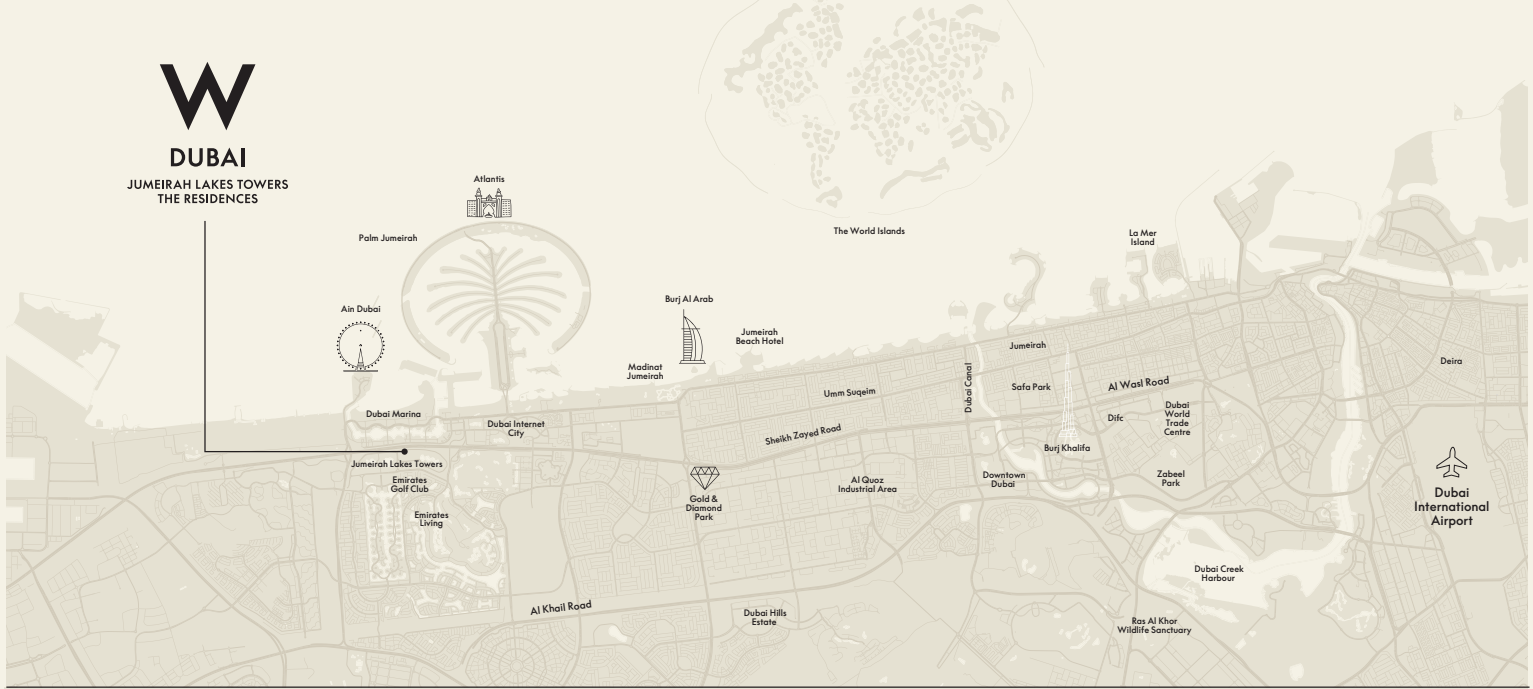 W
DUBAI
JUMEIRAH LAKES TOWERS
THE RESIDENCES
Atlantis
Palm Jumeirah
The World Islands
La Mer
Island
Ain Dubai
Burj Al Arab
Jumeirah
Beach Hotel
Madinat
Jumeirah
Jumeirah
Deira
Dubai Canal
Safa Park
Al Wasl Road
Umm Suqeim
Dubai Marina
Dubai Internet
City
Sheikh Zayed Road
Difc
Dubai
World
Trade
Centre
Burj Khalifa
Jumeirah Lakes Towers
Emirates
Golf Club
Emirates
Living
Gold &
Diamond
Park
Al Quoz
Industrial Area
Downtown
Dubai
Zabeel
Park
Dubai
International
Airport
Dubai Creek
Harbour
Al Khail Road
Dubai Hills
Estate
Ras Al Khor
Wildlife Sanctuary